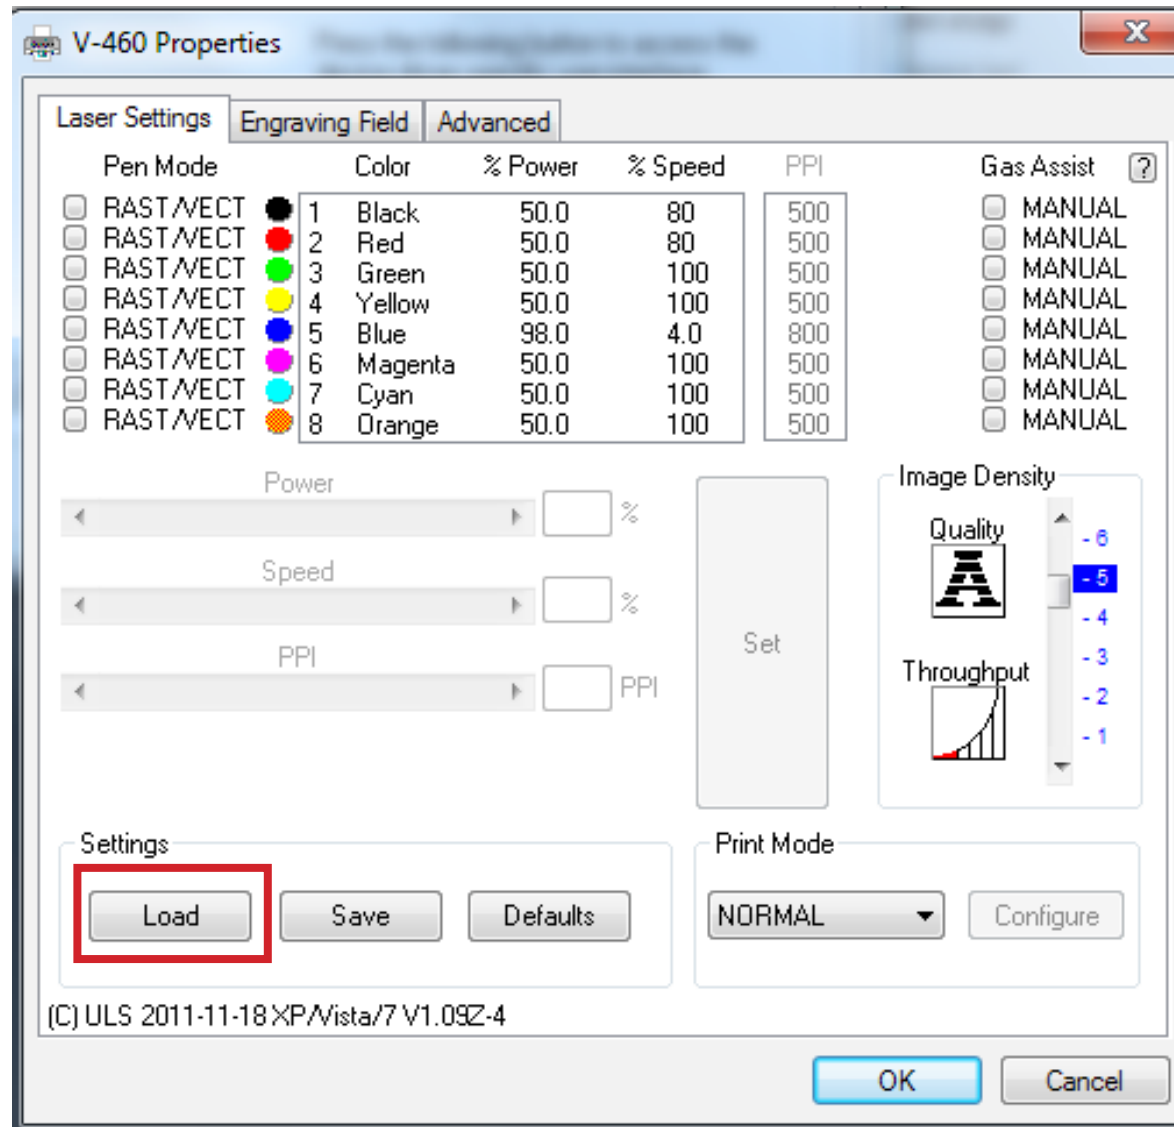 V-460 Properties
Laser Settings Engraving Field Advanced
Pen Mode Color % Power % Speed PPI Gas Assist ?
RAST/VECT 1 Black 50.0 80 500 MANUAL
RAST/VECT 2 Red 50.0 80 500 MANUAL
RAST/VECT 3 Green 50.0 100 500 MANUAL
RAST/VECT 4 Yellow 50.0 100 500 MANUAL
RAST/VECT 5 Blue 98.0 4.0 800 MANUAL
RAST/VECT 6 Magenta 50.0 100 500 MANUAL
RAST/VECT 7 Cyan 50.0 100 500 MANUAL
RAST/VECT 8 Orange 50.0 100 500 MANUAL
Power
%
Speed
%
PPI
PPI
Set
Image Density
Quality
- 6
- 5
- 4
- 3
Throughput
- 2
- 1
Settings
Load Save Defaults
Print Mode
NORMAL Configure
(C) ULS 2011-11-18 XP/Vista/7 V1.09Z-4
OK Cancel